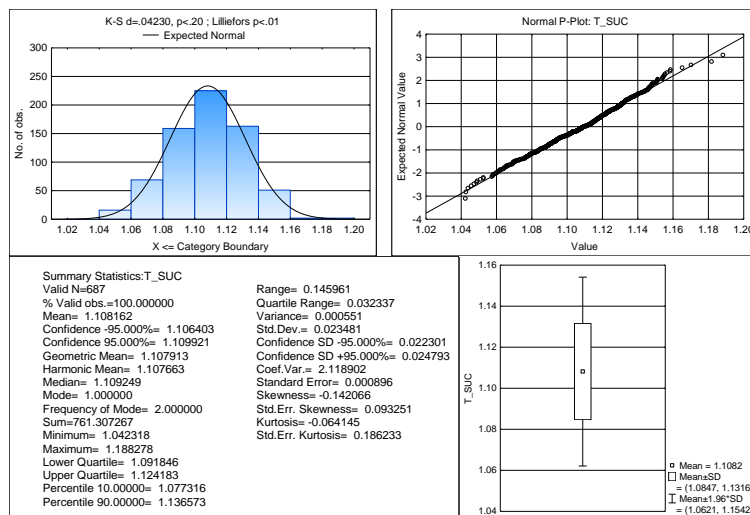 K-S d=.04230, p<.20 ; Lilliefors p<.01
Expected Normal
300
250
200
150
100
50
0
No. of obs.
1.02 1.04 1.06 1.08 1.10 1.12 1.14 1.16 1.18 1.20
X <= Category Boundary
Normal P-Plot: T_SUC
4
3
2
1
0
-1
-2
-3
-4
Expected Normal Value
1.02 1.04 1.06 1.08 1.10 1.12 1.14 1.16 1.18 1.20
Value
Summary Statistics:T_SUC
Valid N=687
% Valid obs.=100.000000
Mean= 1.108162
Confidence -95.000%= 1.106403
Confidence 95.000%= 1.109921
Geometric Mean= 1.107913
Harmonic Mean= 1.107663
Median= 1.109249
Mode= 1.000000
Frequency of Mode= 2.000000
Sum=761.307267
Minimum= 1.042318
Maximum= 1.188278
Lower Quartile= 1.091846
Upper Quartile= 1.124183
Percentile 10.00000= 1.077316
Percentile 90.00000= 1.136573
Range= 0.145961
Quartile Range= 0.032337
Variance= 0.000551
Std.Dev.= 0.023481
Confidence SD -95.000%= 0.022301
Confidence SD +95.000%= 0.024793
Coef.Var.= 2.118902
Standard Error= 0.000896
Skewness= -0.142066
Std.Err. Skewness= 0.093251
Kurtosis= -0.064145
Std.Err. Kurtosis= 0.186233
1.16
1.14
1.12
1.10
1.08
1.06
1.04
T_SUC
Mean = 1.1082
Mean±SD
= (1.0847, 1.1316
Mean±1.96*SD
= (1.0621, 1.1542